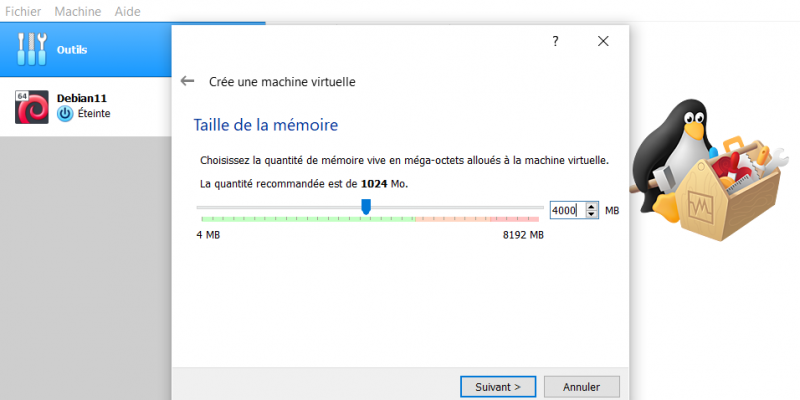 Fichier Machine Aide
Outils
64
Debian11
Éteinte
?
Crée une machine virtuelle
Taille de la mémoire
Choisissez la quantité de mémoire vive en méga-octets alloués à la machine virtuelle.
La quantité recommandée est de 1024 Mo.
4000 MB
4 MB 8192 MB
Suivant > Annuler